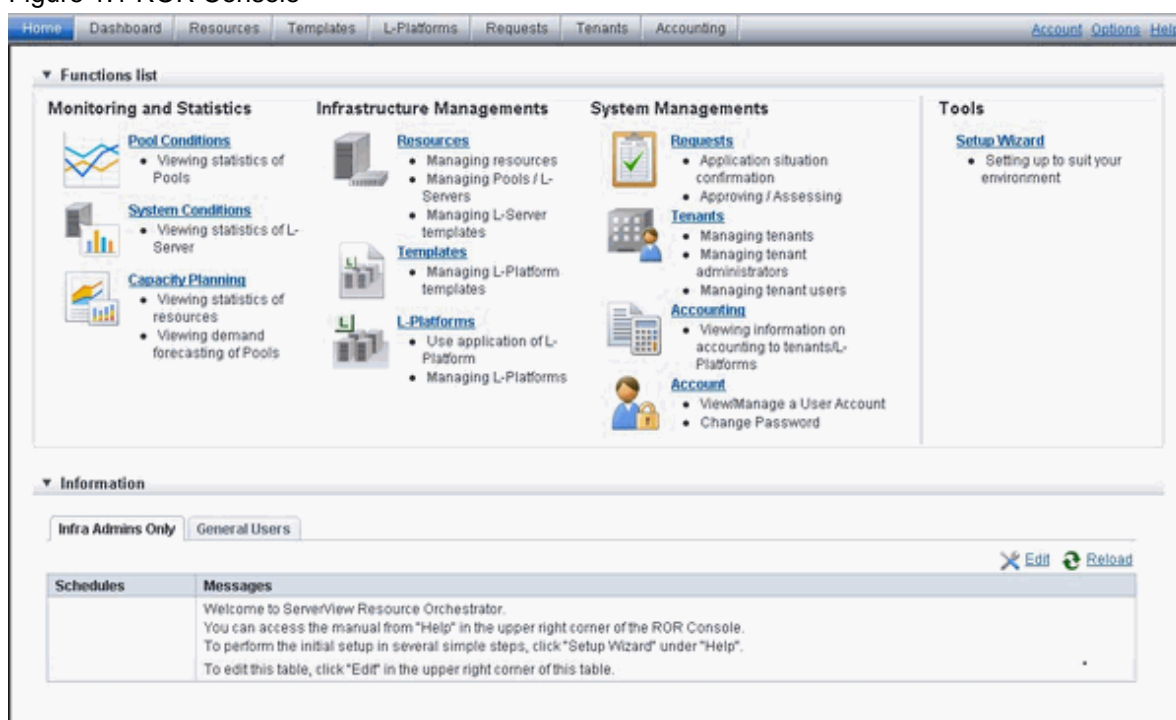 Figure 1.1 ROR Console
Home Dashboard Resources Templates L-Platforms Requests Tenants Accounting Account Options Help
Functions list
Monitoring and Statistics
Pool Conditions
• Viewing statistics of
Pools
System Conditions
• Viewing statistics of L-
Server
Capacity Planning
• Viewing statistics of
resources
• Viewing demand
forecasting of Pools
Infrastructure Managements
Resources
• Managing resources
• Managing Pools / L-
Servers
• Managing L-Server
templates
Templates
• Managing L-Platform
templates
L-Platforms
• Use application of L-
Platform
• Managing L-Platforms
System Managements
Requests
• Application situation
confirmation
• Approving / Assessing
Tenants
• Managing tenants
• Managing tenant
administrators
• Managing tenant users
Accounting
• Viewing information on
accounting to tenants/L-
Platforms
Account
• View/Manage a User Account
• Change Password
Tools
Setup Wizard
• Setting up to suit your
environment
Information
Infra Admins Only General Users
Edit Reload
Schedules Messages
Welcome to ServerView Resource Orchestrator.
You can access the manual from "Help" in the upper right corner of the ROR Console.
To perform the initial setup in several simple steps, click "Setup Wizard" under "Help".
To edit this table, click "Edit" in the upper right corner of this table.